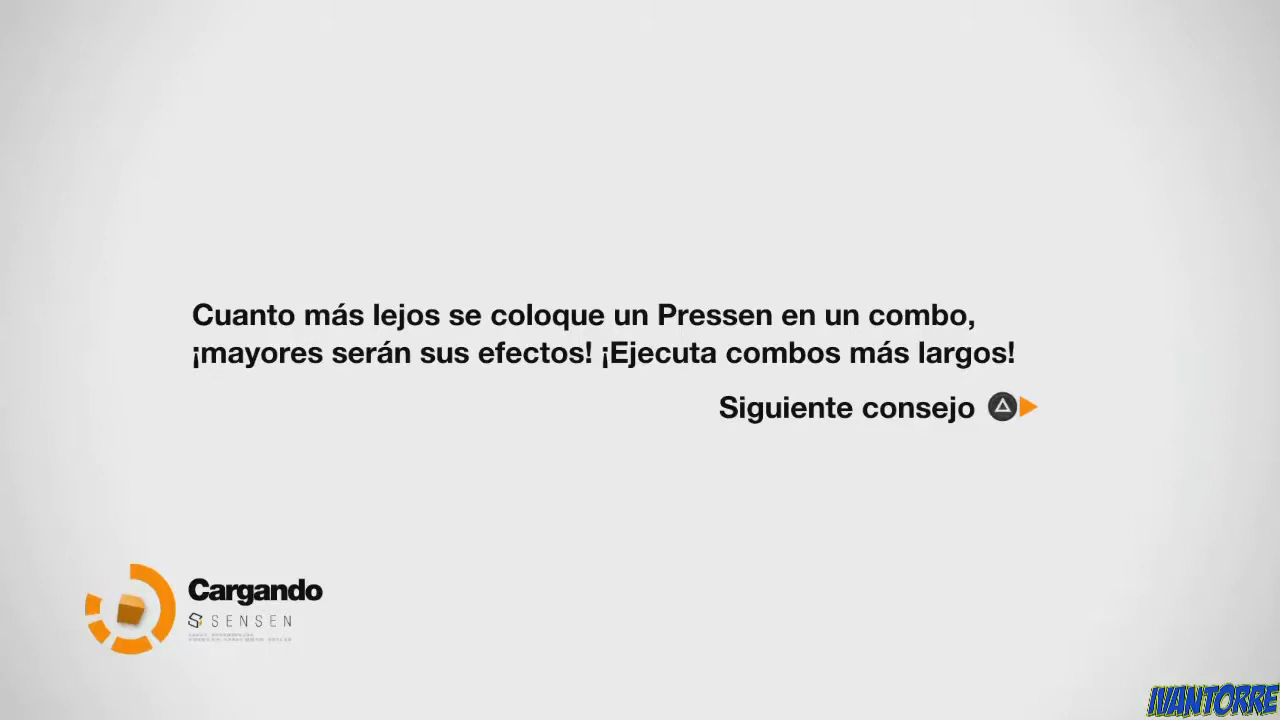 Cuanto más lejos se coloque un Pressen en un combo,
¡mayores serán sus efectos! ¡Ejecuta combos más largos!
Siguiente consejo
Cargando
SENSEN
IVANTORRE